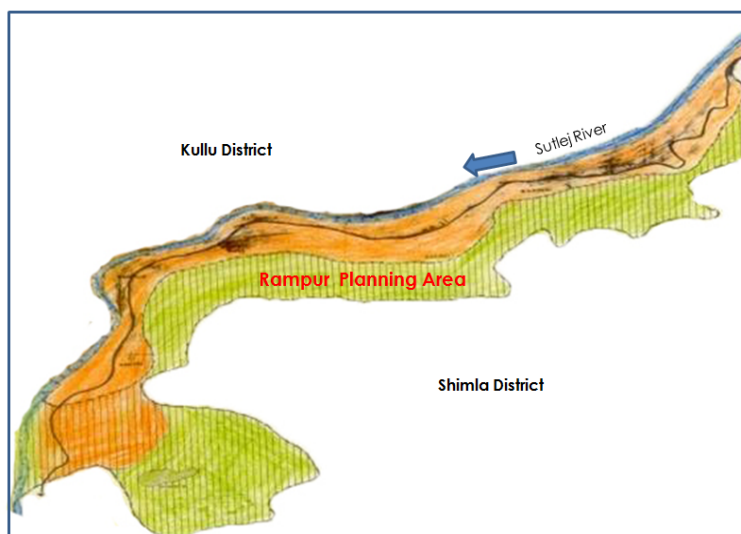 Sutlej River
Kullu District
Rampur Planning Area
Shimla District